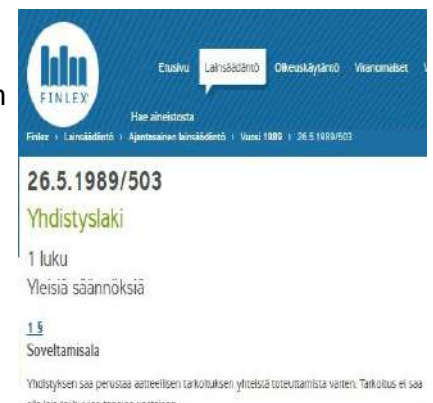 n
FINLEX
Etusivu Lainsäädäntö Oikeuskäytäntö Viranomaiset V
Hae aineistosta
Finlex > Lainsäädäntö > Ajantasainen lainsäädäntö > Vuosi 1989 > 26.5.1989/503
26.5.1989/503
Yhdistyslaki
1 luku
Yleisiä säännöksiä
1 §
Soveltamisala
Yhdistyksen saa perustaa aatteellisen tarkoituksen yhteistä toteuttamista varten. Tarkoitus ei saa